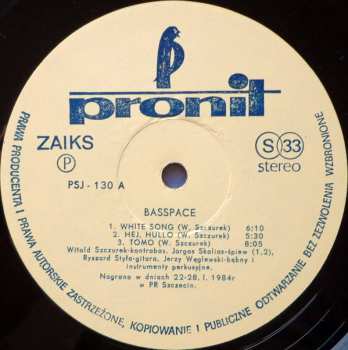 pronit
ZAIKS
P
PSJ - 130 A
S 33
stereo
BASSPACE
1. WHITE SONG (W. Szczurek) 6:10
2. HEJ, HULLO (W. Szczurek) 5:30
3. TOMO (W. Szczurek) 8:05
Witold Szczurek-kontrabas, Jorgos Skolias-śpiew (1,2),
Ryszard Styła-gitara, Jerzy Węglewski-bębny i
instrumenty perkusyjne.
Nagrano w dniach 22-28.I.1984r
w PR Szczecin.
PRAWA PRODUCENTA I PRAWA AUTORSKIE ZASTRZEŻONE, KOPIOWANIE I PUBLICZNE ODTWARZANIE BEZ ZEZWOLENIA WZBRONIONE